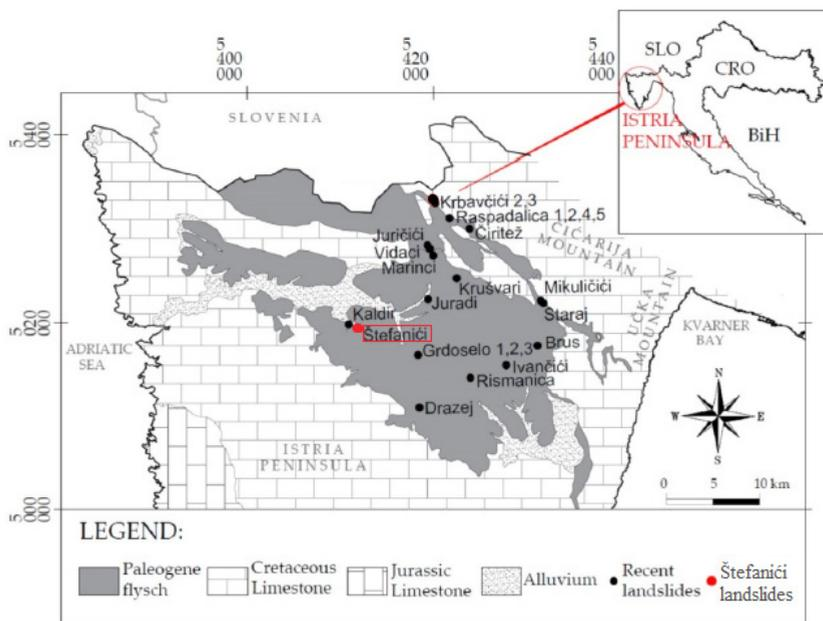 5 400 000
5 420 000
5 440 000
SLO
CRO
BiH
ISTRIA
PENINSULA
SLOVENIA
5 040 000
Krbavčići 2,3
Raspadalica 1,2,4,5
Čiritež
ĆIĆARIJA
MOUNTAIN
Juričići
Vidaci
Marinci
Krušvari
Mikuličići
Juradi
Staraj
UČKA
MOUNTAIN
5 020 000
Kaldir
Štefanići
KVARNER
BAY
ADRIATIC
SEA
Grdoselo 1,2,3
Brus
Ivančići
Rismanica
Drazej
N
W
E
S
ISTRIA
PENINSULA
0 5 10 km
5 000 000
LEGEND:
Paleogene
flysch
Cretaceous
Limestone
Jurassic
Limestone
Alluvium
Recent
landslides
Štefanići
landslides